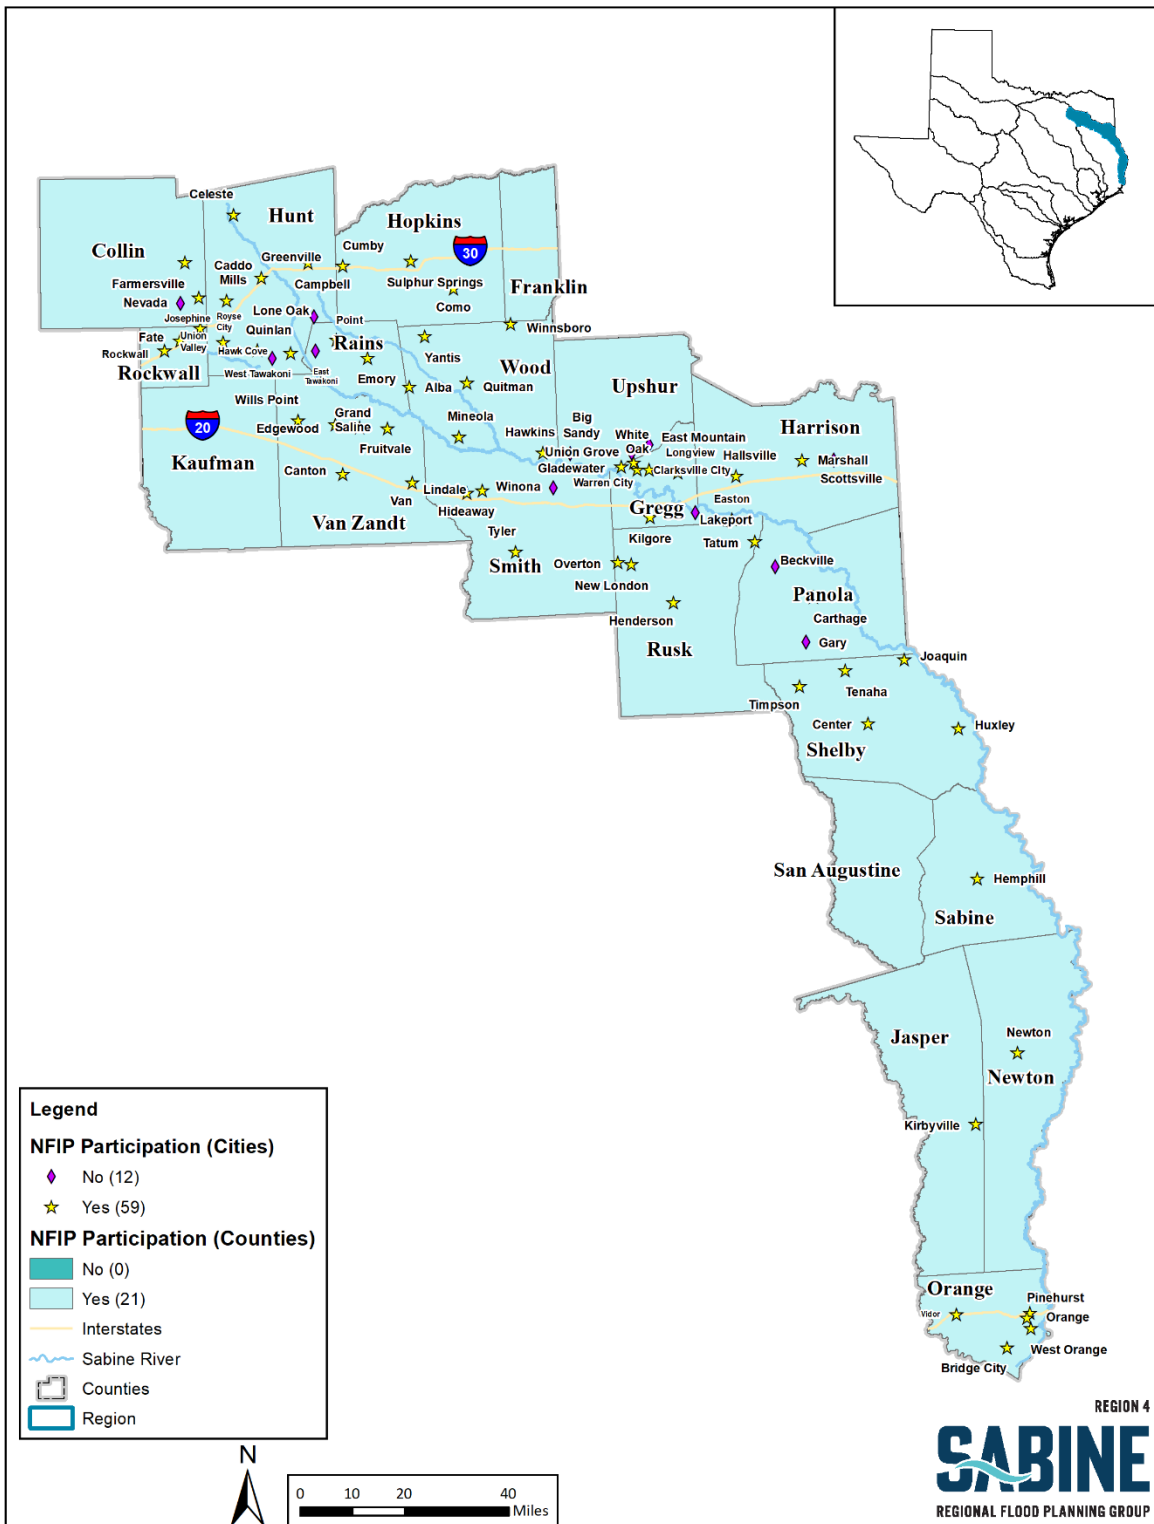 Celeste
Hunt
Hopkins
Collin
Cumby
Greenville
30
Caddo
Mills
Farmersville
Campbell
Sulphur Springs
Franklin
Nevada
Lone Oak
Como
Josephine
Royse
City
Point
Winnsboro
Fate
Union
Valley
Quinlan
Rains
Rockwall
Hawk Cove
Yantis
Wood
Rockwall
West Tawakoni
East
Tawakoni
Emory
Alba
Quitman
Upshur
Wills Point
Mineola
20
Edgewood
Grand
Saline
Hawkins
Big
Sandy
White
Oak
East Mountain
Harrison
Fruitvale
Union Grove
Longview
Hallsville
Marshall
Kaufman
Canton
Gladewater
Clarksville CIty
Scottsville
Van
Lindale
Winona
Warren City
Hideaway
Easton
Van Zandt
Gregg
Lakeport
Tyler
Kilgore
Tatum
Smith
Overton
Beckville
New London
Panola
Henderson
Carthage
Rusk
Gary
Joaquin
Tenaha
Timpson
Center
Huxley
Shelby
San Augustine
Hemphill
Sabine
Jasper
Newton
Newton
Kirbyville
Orange
Pinehurst
Vidor
Orange
West Orange
Bridge City
Legend
NFIP Participation (Cities)
No (12)
Yes (59)
NFIP Participation (Counties)
No (0)
Yes (21)
Interstates
Sabine River
Counties
Region
N
0 10 20 40
Miles
REGION 4
SABINE
REGIONAL FLOOD PLANNING GROUP